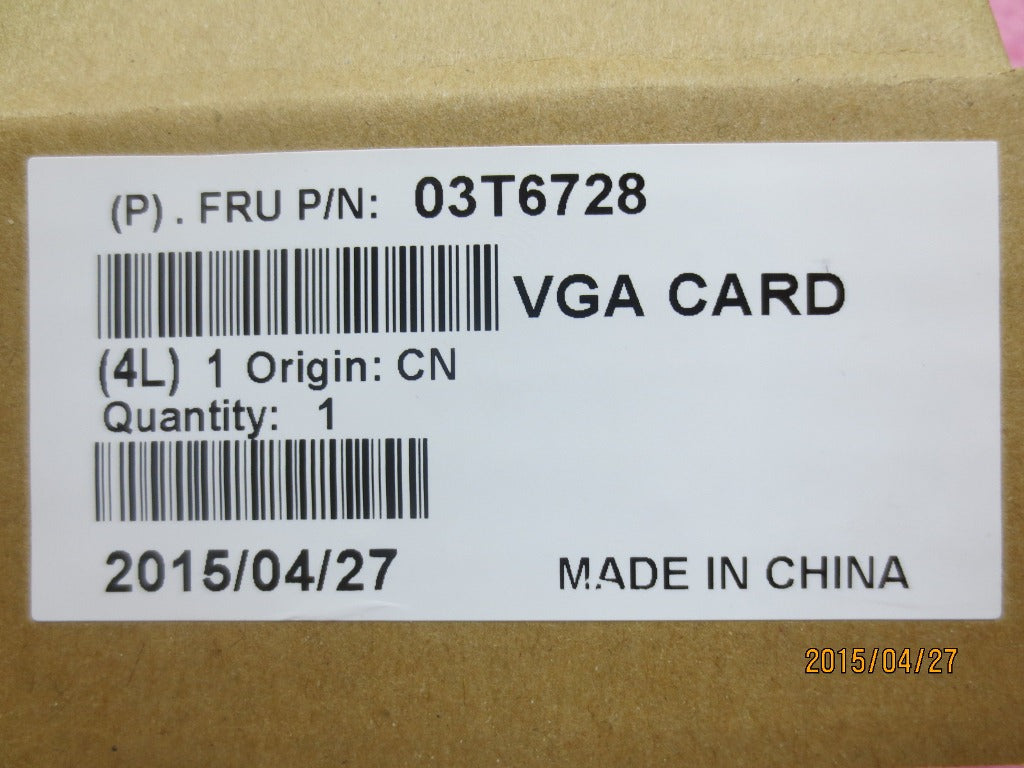 (P) . FRU P/N: 03T6728
VGA CARD
(4L) 1 Origin: CN
Quantity: 1
2015/04/27
MADE IN CHINA
2015/04/27